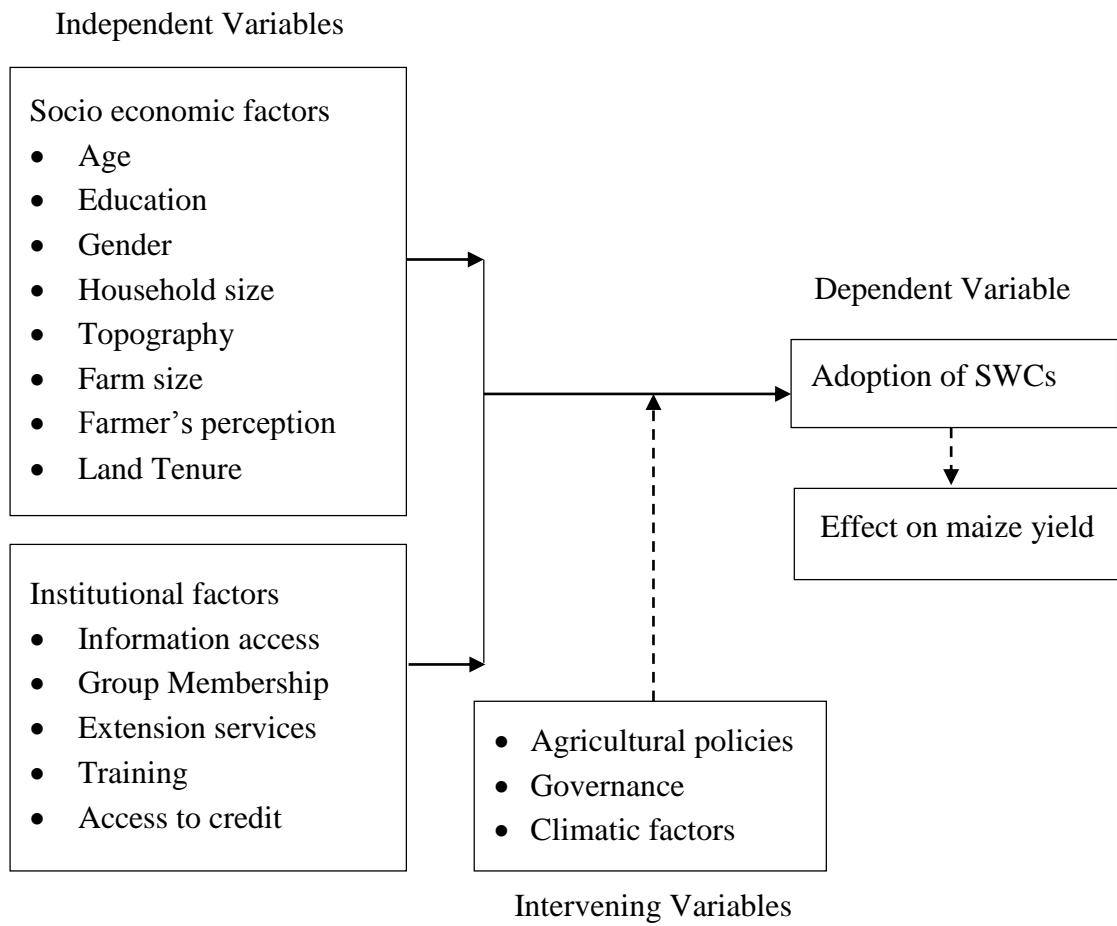 Independent Variables
Socio economic factors
• Age
• Education
• Gender
• Household size
• Topography
• Farm size
• Farmer’s perception
• Land Tenure
Institutional factors
• Information access
• Group Membership
• Extension services
• Training
• Access to credit
Dependent Variable
Adoption of SWCs
Effect on maize yield
• Agricultural policies
• Governance
• Climatic factors
Intervening Variables